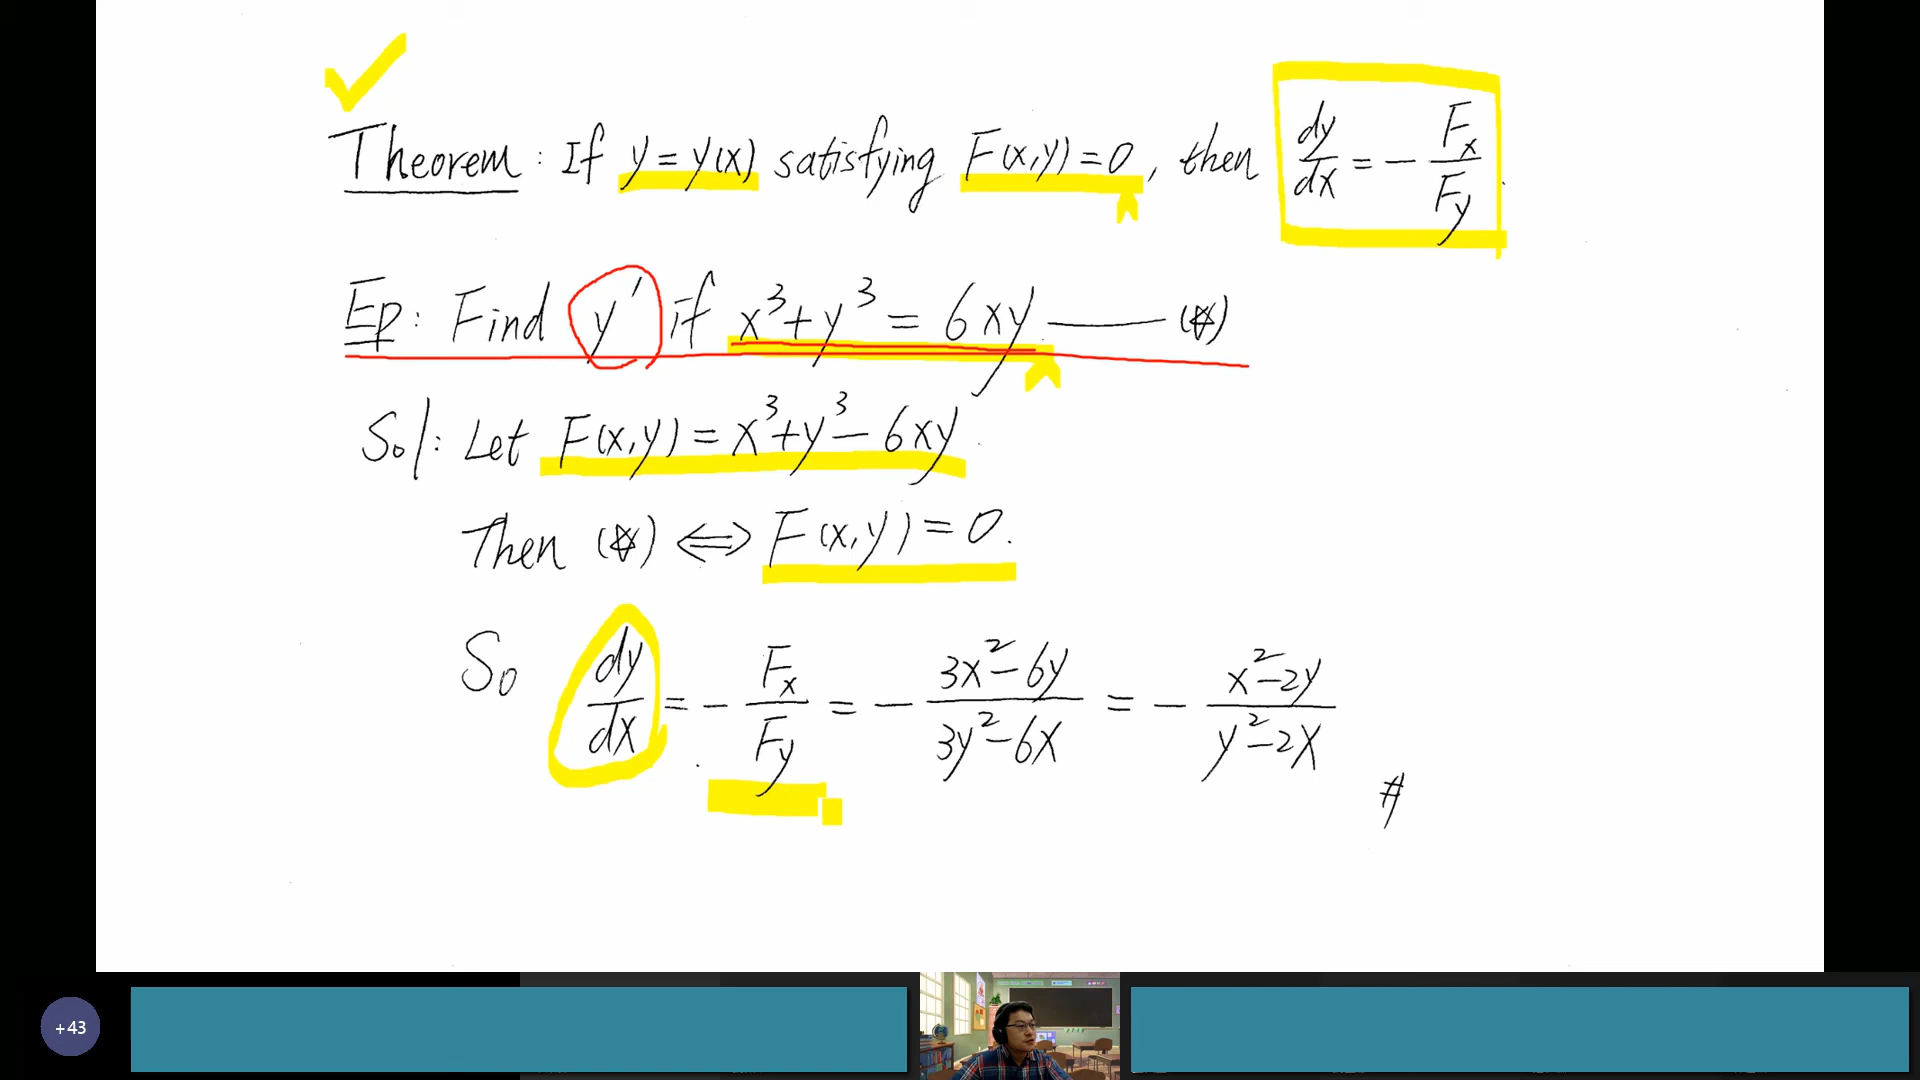 Theorem: If y = y(x) satisfying F(x,y) = 0, then dy/dx = - Fx/Fy.
Ep: Find y' if x³+y³ = 6xy —— (☆)
Sol: Let F(x,y) = x³+y³-6xy.
Then (☆) ⇔ F(x,y) = 0.
So dy/dx = - Fx/Fy = - (3x²-6y)/(3y²-6x) = - (x²-2y)/(y²-2x) #
+43